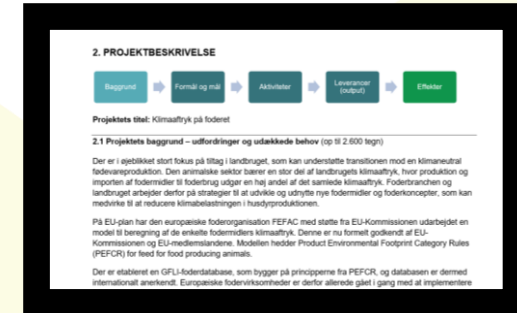 2. PROJEKTBESKRIVELSE
Baggrund
Formål og mål
Aktiviteter
Leverancer
(output)
Effekter
Projektets titel: Klimaaftryk på foderet
2.1 Projektets baggrund – udfordringer og udækkede behov (op til 2.600 tegn)
Der er i øjeblikket stort fokus på tiltag i landbruget, som kan understøtte transitionen mod en klimaneutral
fødevareproduktion. Den animalske sektor bærer en stor del af landbrugets klimaaftryk, hvor produktion og
importen af fodermidler til foderbrug udgør en høj andel af det samlede klimaaftryk. Foderbranchen og
landbruget arbejder derfor på strategier til at udvikle og udnytte nye fodermidler og foderkoncepter, som kan
medvirke til at reducere klimabelastningen i husdyrproduktionen.
På EU-plan har den europæiske foderorganisation FEFAC med støtte fra EU-Kommissionen udarbejdet en
model til beregning af de enkelte fodermidlers klimaaftryk. Denne er nu formelt godkendt af EU-
Kommissionen og EU-medlemslandene. Modellen hedder Product Environmental Footprint Category Rules
(PEFCR) for feed for food producing animals.
Der er etableret en GFLI-foderdatabase, som bygger på principperne fra PEFCR, og databasen er dermed
internationalt anerkendt. Europæiske fodervirksomheder er derfor allerede gået i gang med at implementere